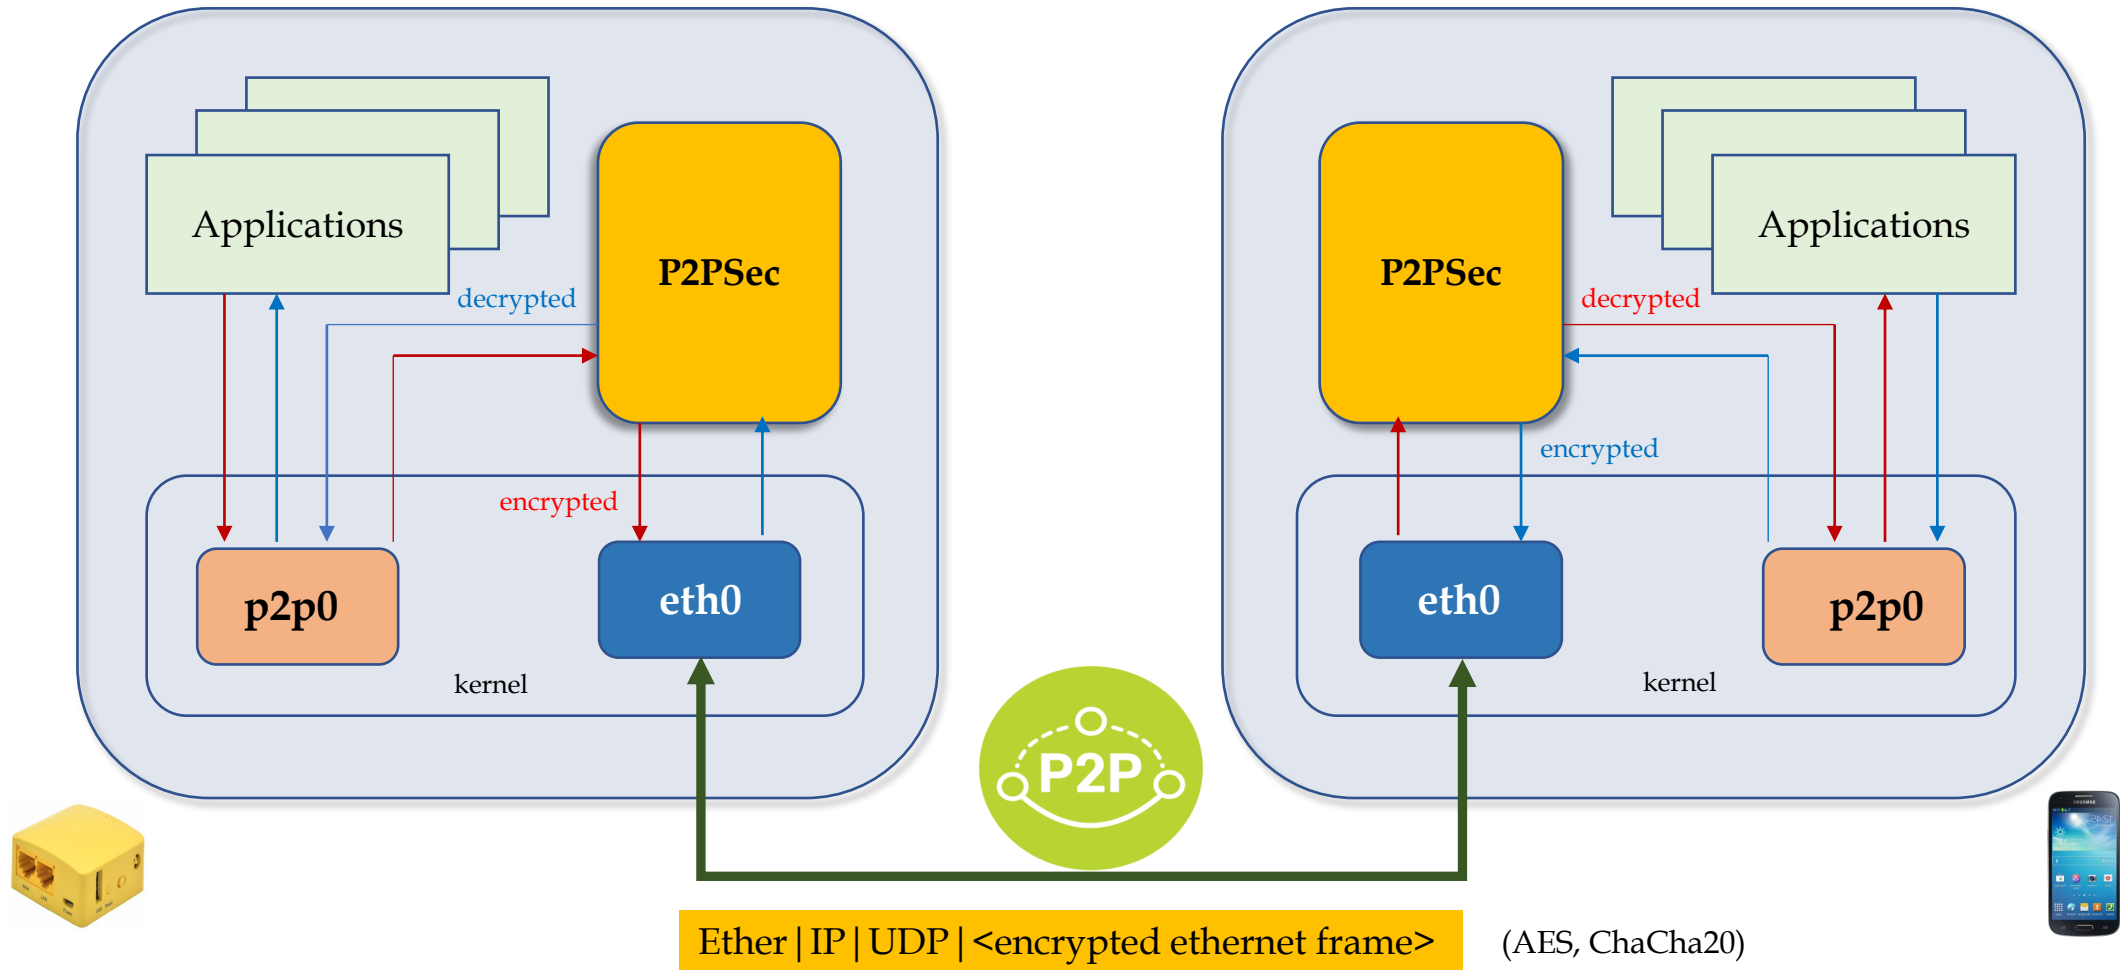 Applications
P2PSec
decrypted
encrypted
p2p0
eth0
kernel
P2PSec
Applications
decrypted
encrypted
eth0
p2p0
kernel
P2P
Ether|IP|UDP|<encrypted ethernet frame>
(AES, ChaCha20)